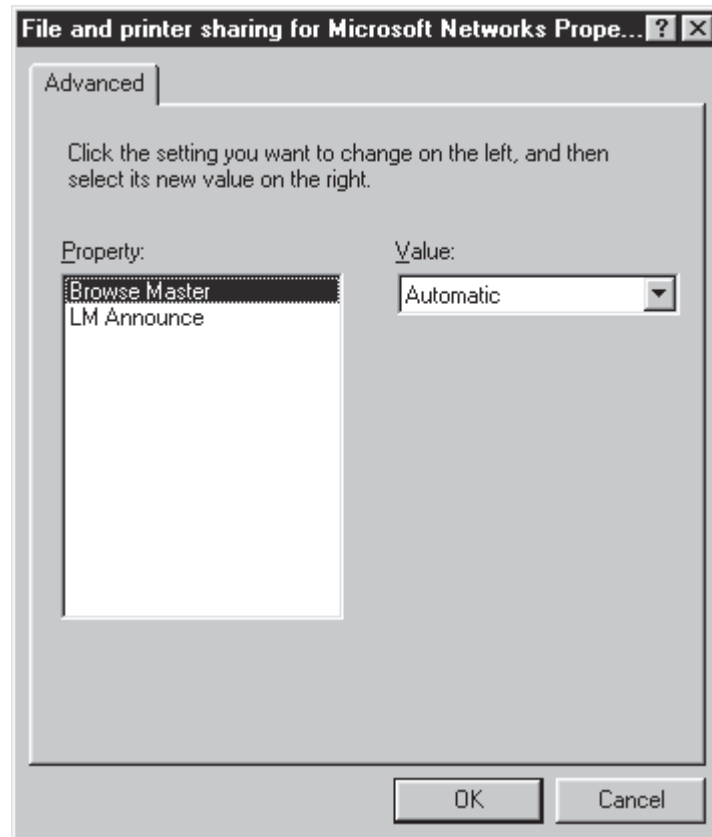 File and printer sharing for Microsoft Networks Prope... ? X
Advanced
Click the setting you want to change on the left, and then
select its new value on the right.
Property:
Value:
Browse Master
LM Announce
Automatic
OK
Cancel